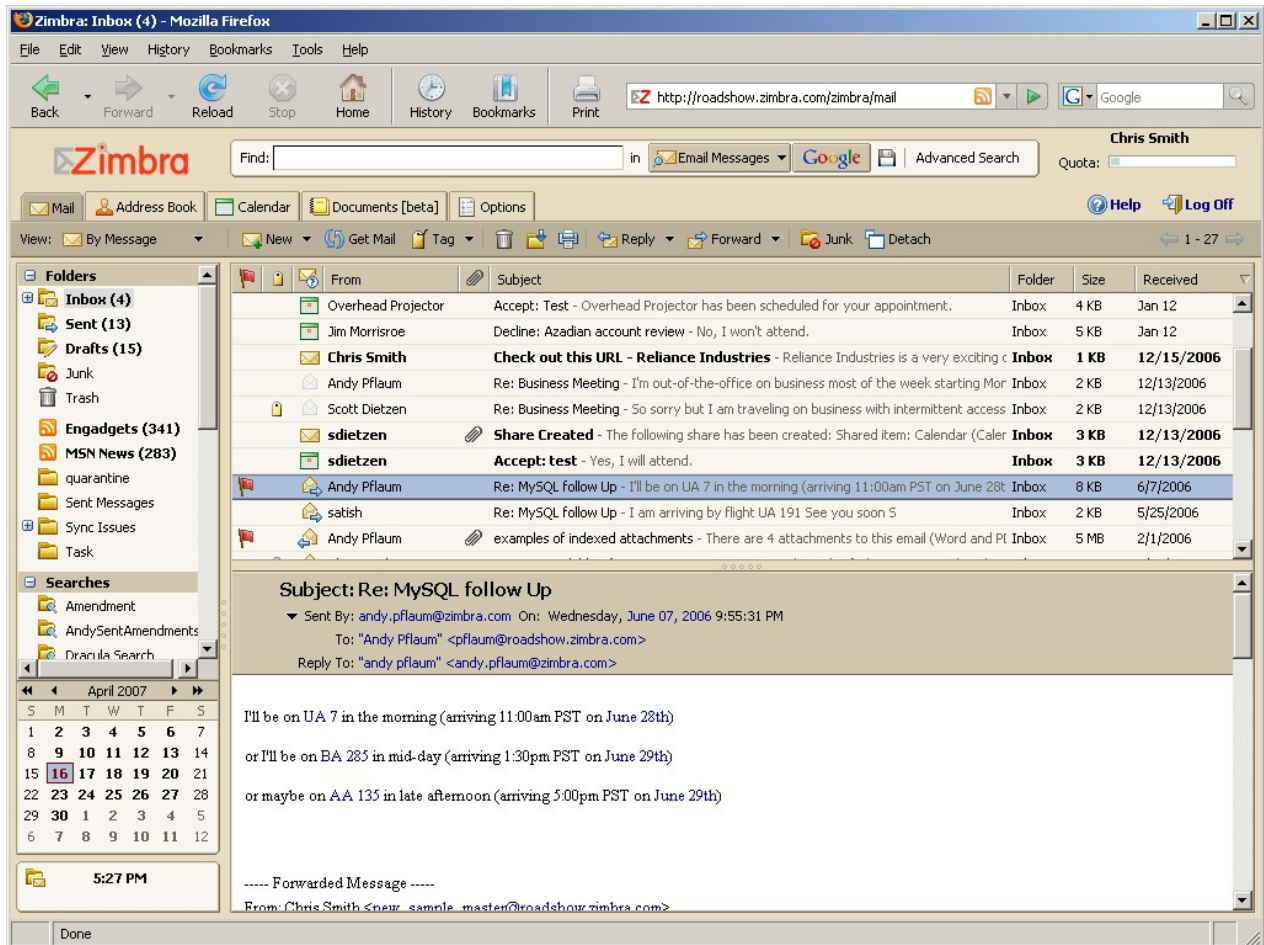 Zimbra: Inbox (4) - Mozilla Firefox
File Edit View History Bookmarks Tools Help
Back Forward Reload Stop Home History Bookmarks Print Z http://roadshow.zimbra.com/zimbra/mail G Google
Zimbra Find: in Email Messages Google Advanced Search Chris Smith
Quota:
Mail Address Book Calendar Documents [beta] Options Help Log Off
View: By Message New Get Mail Tag Reply Forward Junk Detach 1 - 27
Folders
Inbox (4)
Sent (13)
Drafts (15)
Junk
Trash
Engadgets (341)
MSN News (283)
quarantine
Sent Messages
Sync Issues
Task
Searches
Amendment
AndySentAmendments
Dracula Search
April 2007
S M T W T F S
1 2 3 4 5 6 7
8 9 10 11 12 13 14
15 16 17 18 19 20 21
22 23 24 25 26 27 28
29 30 1 2 3 4 5
6 7 8 9 10 11 12
5:27 PM
From Subject Folder Size Received
Overhead Projector Accept: Test - Overhead Projector has been scheduled for your appointment. Inbox 4 KB Jan 12
Jim Morrisroe Decline: Azadian account review - No, I won't attend. Inbox 5 KB Jan 12
Chris Smith Check out this URL - Reliance Industries - Reliance Industries is a very exciting c Inbox 1 KB 12/15/2006
Andy Pflaum Re: Business Meeting - I'm out-of-the-office on business most of the week starting Mor Inbox 2 KB 12/13/2006
Scott Dietzen Re: Business Meeting - So sorry but I am traveling on business with intermittent access Inbox 2 KB 12/13/2006
sdietzen Share Created - The following share has been created: Shared item: Calendar (Caler Inbox 3 KB 12/13/2006
sdietzen Accept: test - Yes, I will attend. Inbox 3 KB 12/13/2006
Andy Pflaum Re: MySQL follow Up - I'll be on UA 7 in the morning (arriving 11:00am PST on June 28t Inbox 8 KB 6/7/2006
satish Re: MySQL follow Up - I am arriving by flight UA 191 See you soon S Inbox 2 KB 5/25/2006
Andy Pflaum examples of indexed attachments - There are 4 attachments to this email (Word and PI Inbox 5 MB 2/1/2006
Subject: Re: MySQL follow Up
Sent By: andy.pflaum@zimbra.com On: Wednesday, June 07, 2006 9:55:31 PM
To: "Andy Pflaum" <pflaum@roadshow.zimbra.com>
Reply To: "andy pflaum" <andy.pflaum@zimbra.com>
I'll be on UA 7 in the morning (arriving 11:00am PST on June 28th)
or I'll be on BA 285 in mid-day (arriving 1:30pm PST on June 29th)
or maybe on AA 135 in late afternoon (arriving 5:00pm PST on June 29th)
----- Forwarded Message -----
From: Chris Smith <new_sample_master@roadshow.zimbra.com>
Done